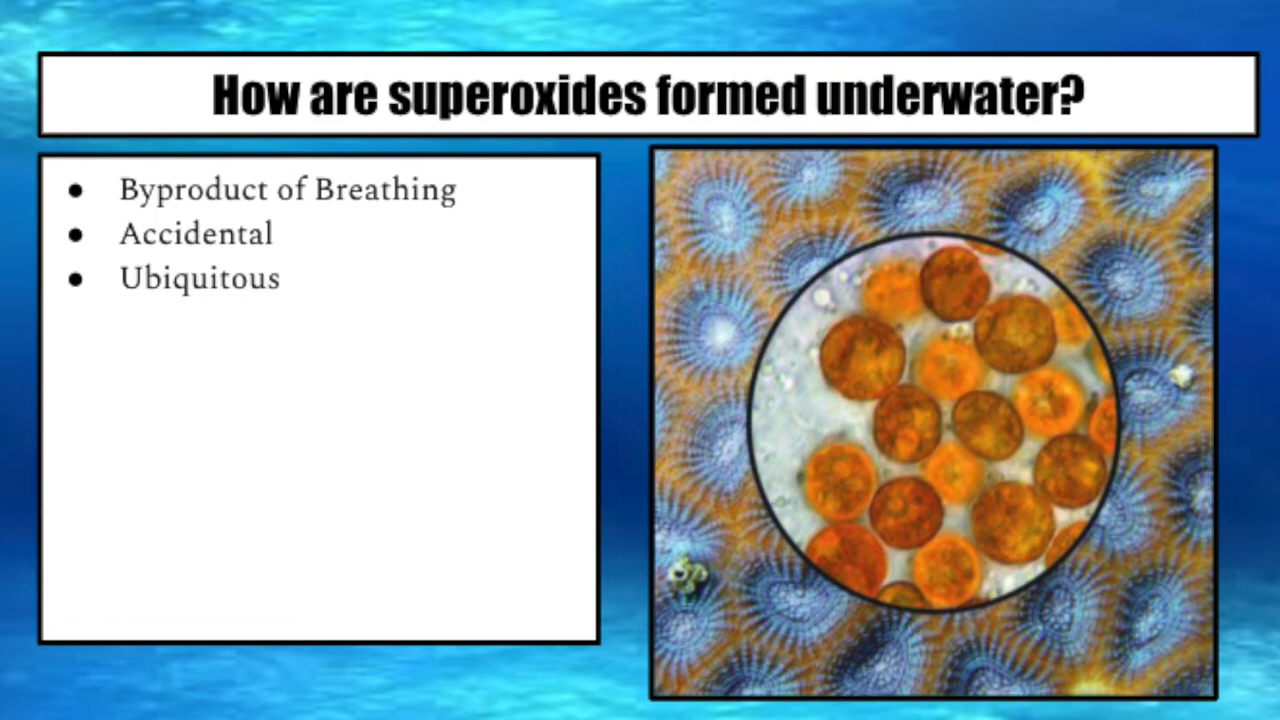 How are superoxides formed underwater?
● Byproduct of Breathing
● Accidental
● Ubiquitous